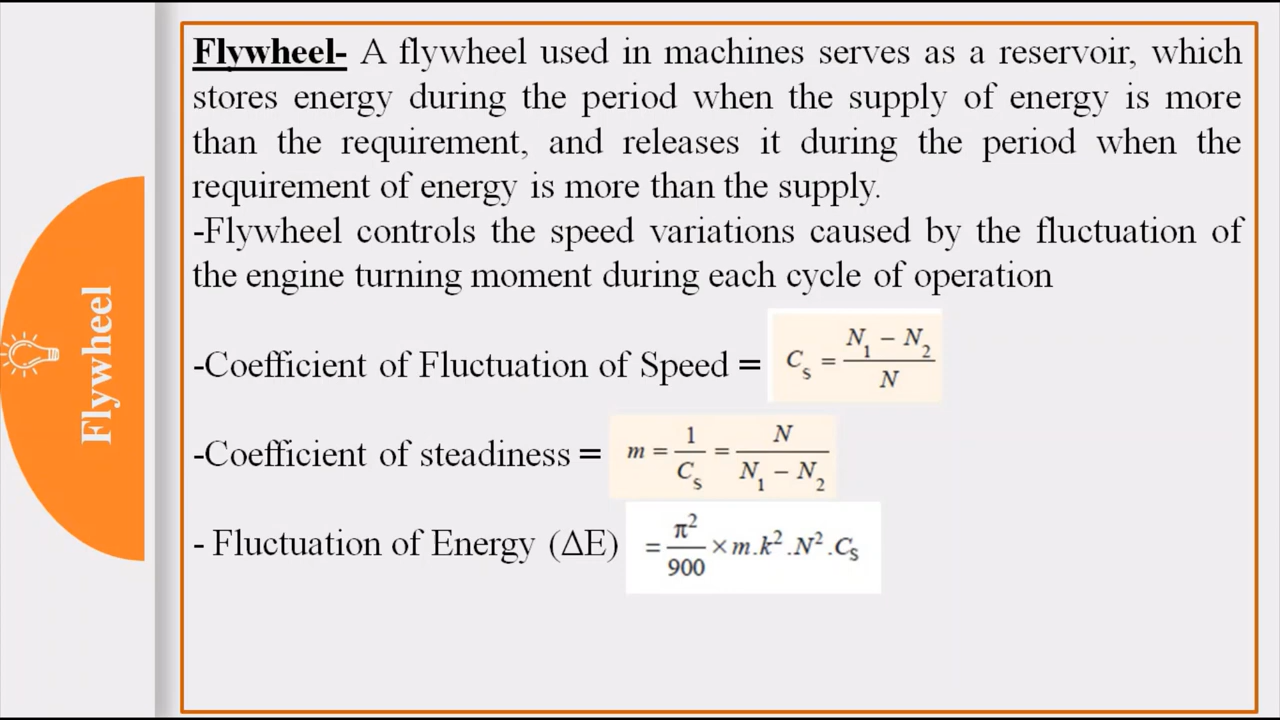 Flywheel
Flywheel- A flywheel used in machines serves as a reservoir, which
stores energy during the period when the supply of energy is more
than the requirement, and releases it during the period when the
requirement of energy is more than the supply.
-Flywheel controls the speed variations caused by the fluctuation of
the engine turning moment during each cycle of operation
-Coefficient of Fluctuation of Speed = C_s = (N₁ − N₂)/N
-Coefficient of steadiness = m = 1/C_s = N/(N₁ − N₂)
- Fluctuation of Energy (ΔE) = π²/900 × m.k².N².C_s